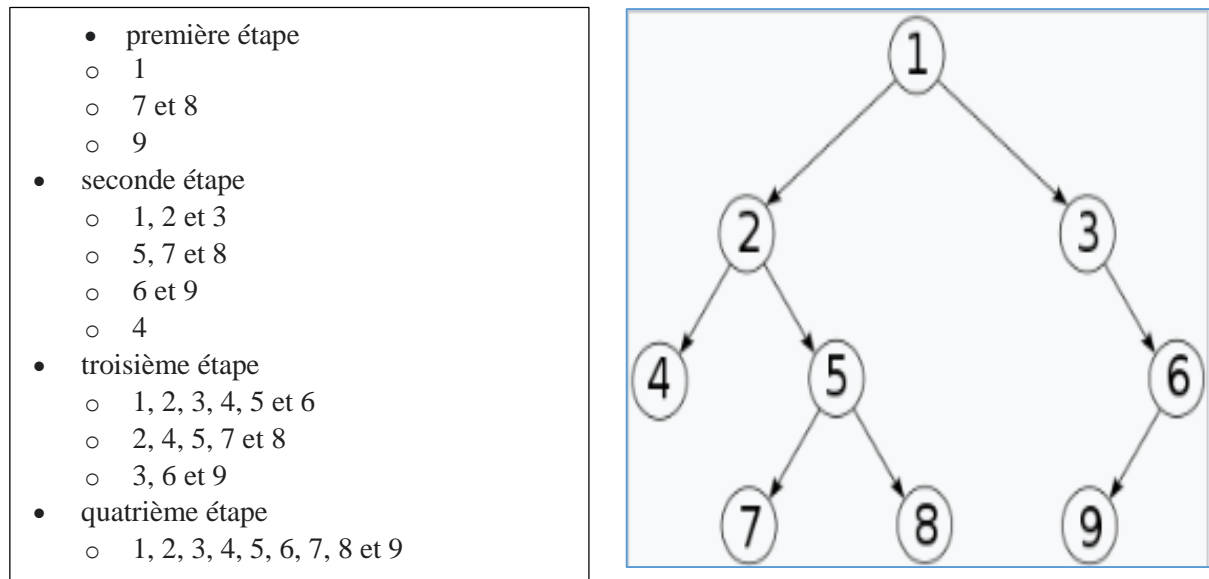 • première étape
o 1
o 7 et 8
o 9
• seconde étape
o 1, 2 et 3
o 5, 7 et 8
o 6 et 9
o 4
• troisième étape
o 1, 2, 3, 4, 5 et 6
o 2, 4, 5, 7 et 8
o 3, 6 et 9
• quatrième étape
o 1, 2, 3, 4, 5, 6, 7, 8 et 9
1
2 3
4 5 6
7 8 9